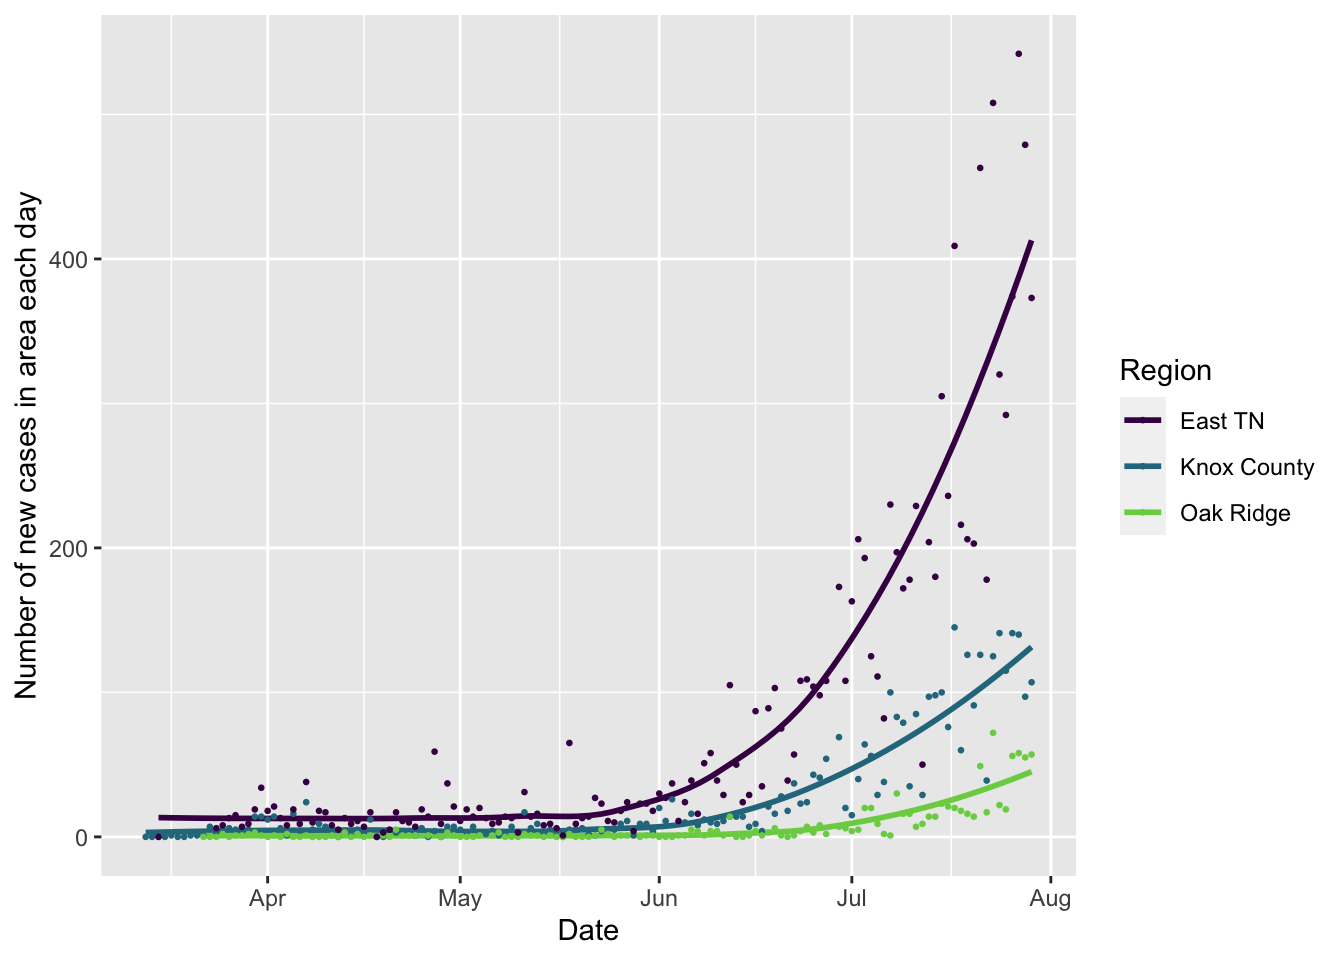 Number of new cases in area each day
400
200
0
Apr
May
Jun
Jul
Aug
Date
Region
East TN
Knox County
Oak Ridge